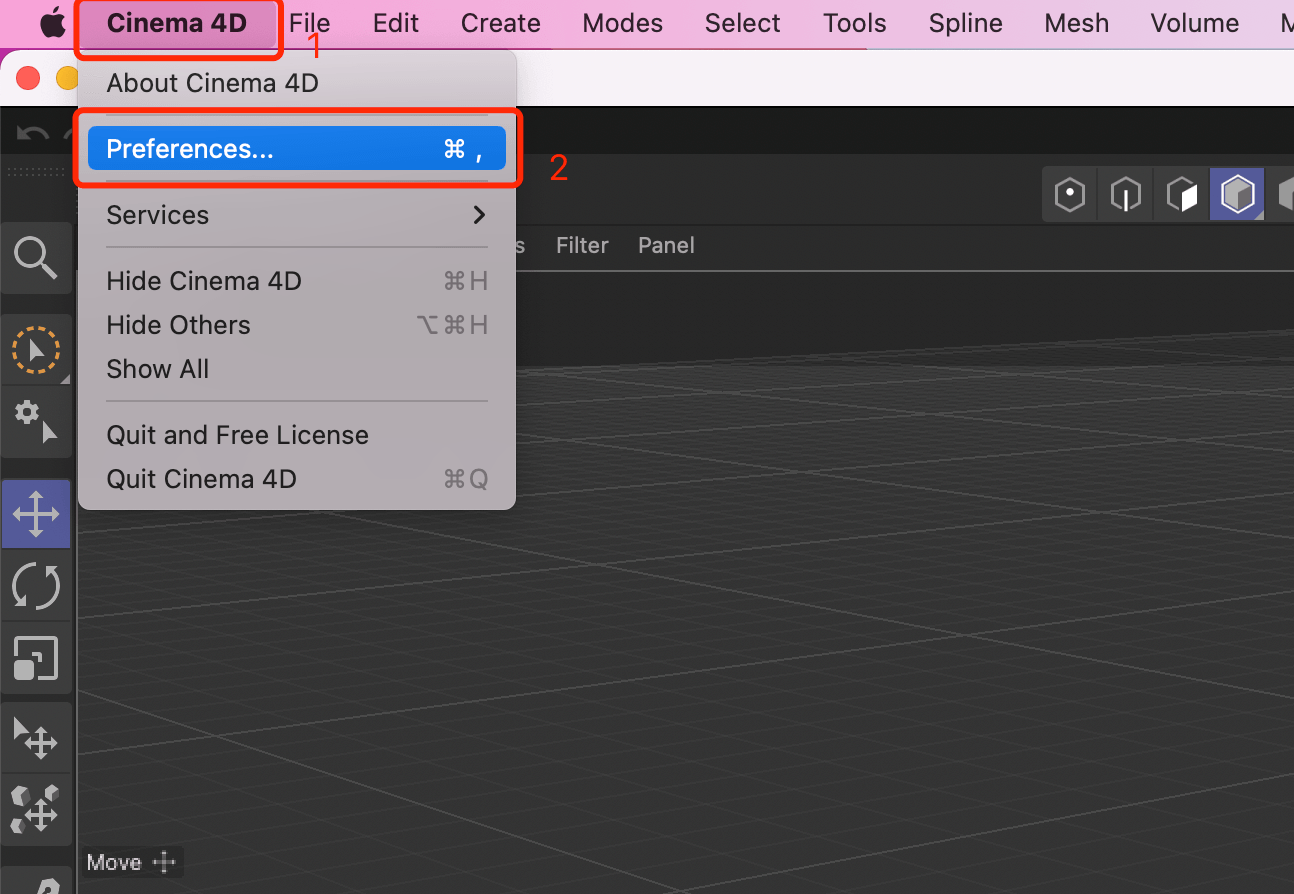 Cinema 4D File Edit Create Modes Select Tools Spline Mesh Volume
1
About Cinema 4D
Preferences... ⌘ ,
2
Services
s Filter Panel
Hide Cinema 4D ⌘H
Hide Others ⌥⌘H
Show All
Quit and Free License
Quit Cinema 4D ⌘Q
Move